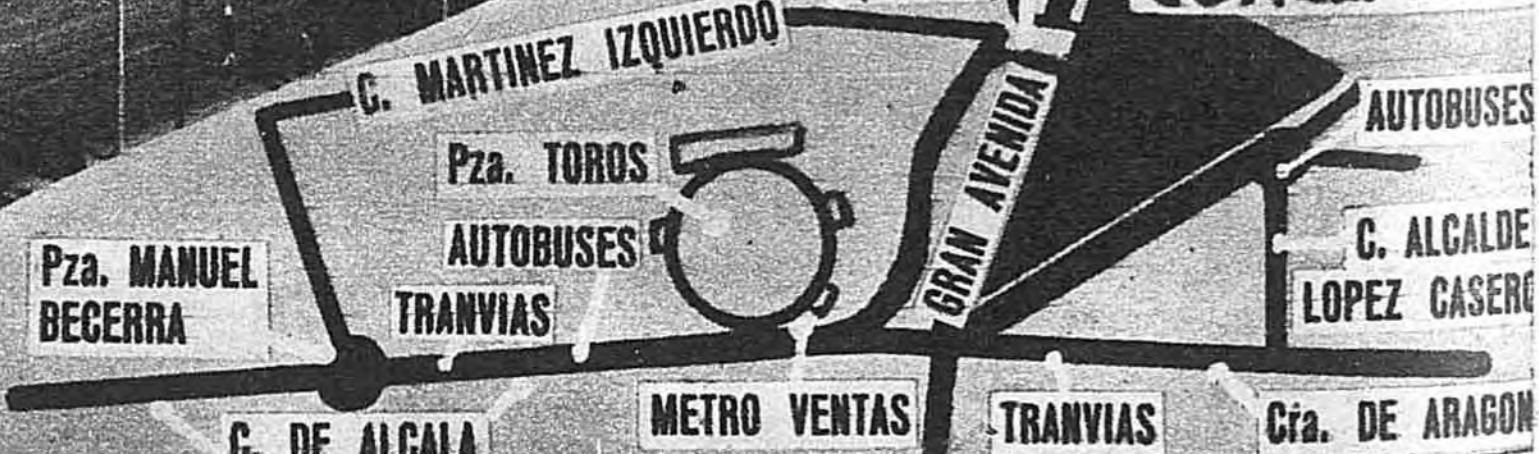 C. MARTINEZ IZQUIERDO
GRAN AVENIDA
AUTOBUSES
Pza. TOROS
AUTOBUSES
C. ALCALDE
LOPEZ CASERO
Pza. MANUEL
BECERRA
TRANVIAS
C. DE ALCALA
METRO VENTAS
TRANVIAS
Cra. DE ARAGON